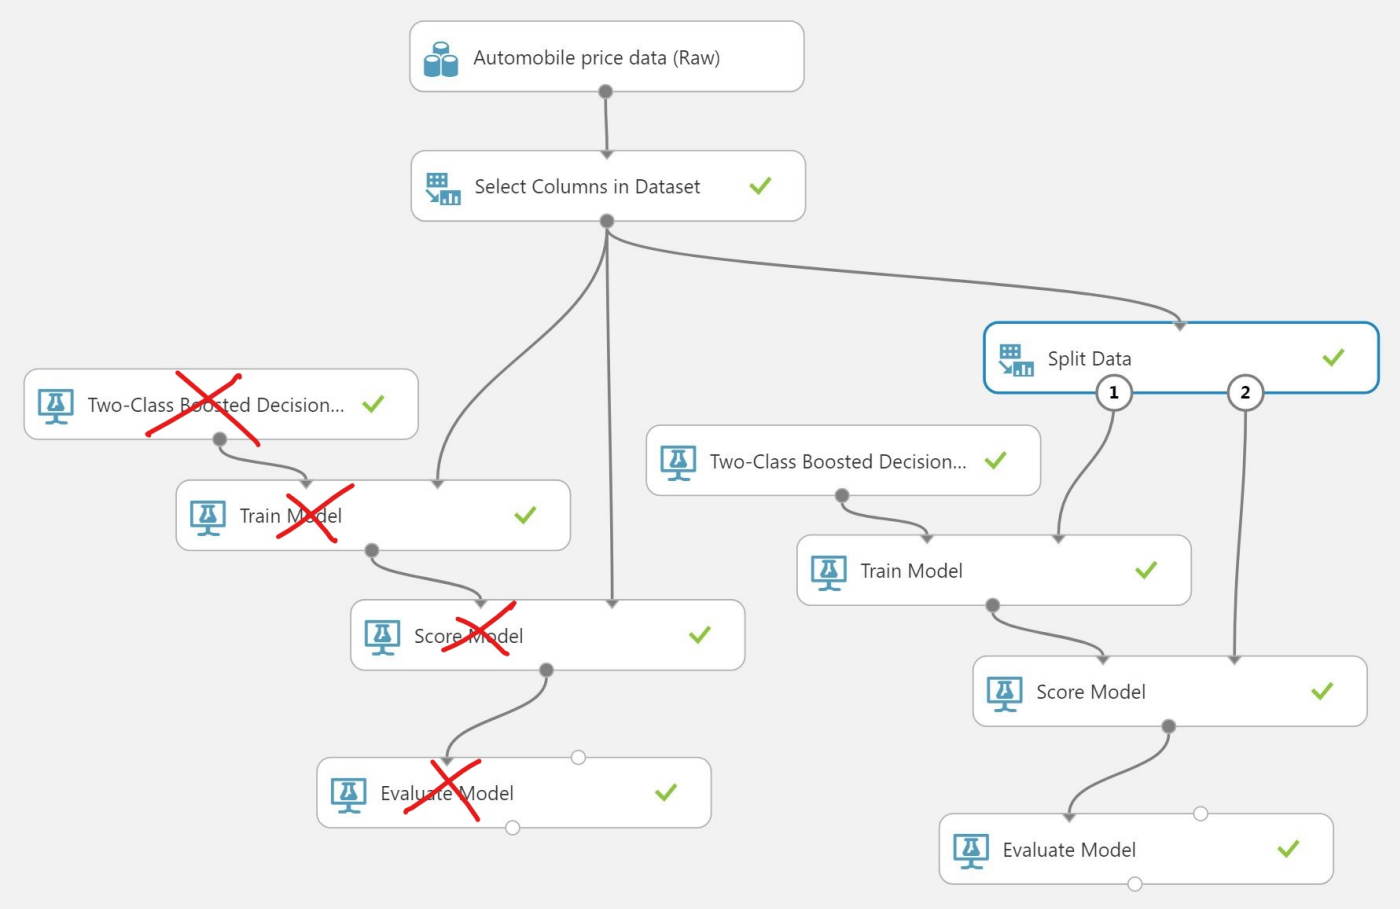 Automobile price data (Raw)
Select Columns in Dataset
Split Data
1 2
Two-Class Boosted Decision...
Two-Class Boosted Decision...
Train Model
Train Model
Score Model
Score Model
Evaluate Model
Evaluate Model